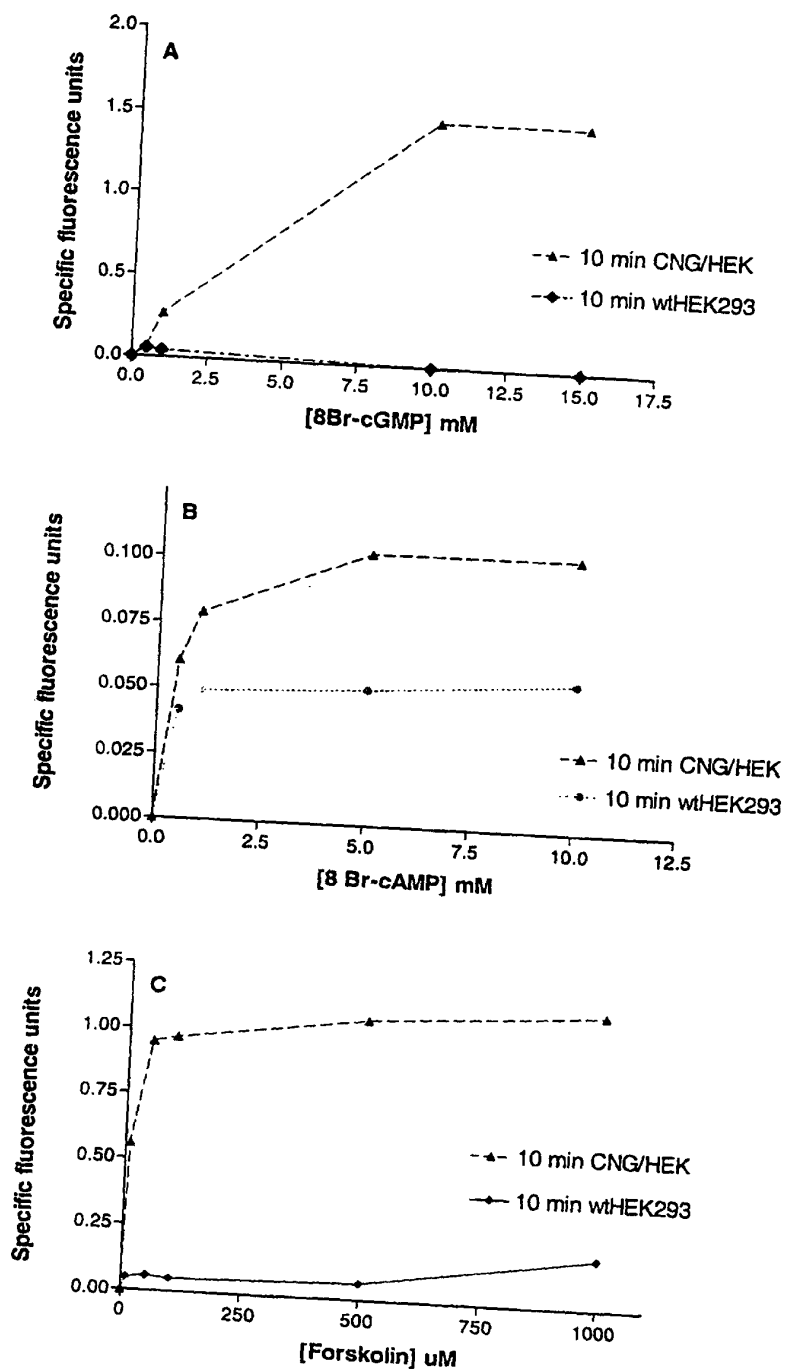 A
Specific fluorescence units
2.0
1.5
1.0
0.5
0.0
0.0 2.5 5.0 7.5 10.0 12.5 15.0 17.5
[8Br-cGMP] mM
10 min CNG/HEK
10 min wtHEK293
B
Specific fluorescence units
0.100
0.075
0.050
0.025
0.000
0.0 2.5 5.0 7.5 10.0 12.5
[8 Br-cAMP] mM
10 min CNG/HEK
10 min wtHEK293
C
Specific fluorescence units
1.25
1.00
0.75
0.50
0.25
0.00
0 250 500 750 1000
[Forskolin] uM
10 min CNG/HEK
10 min wtHEK293